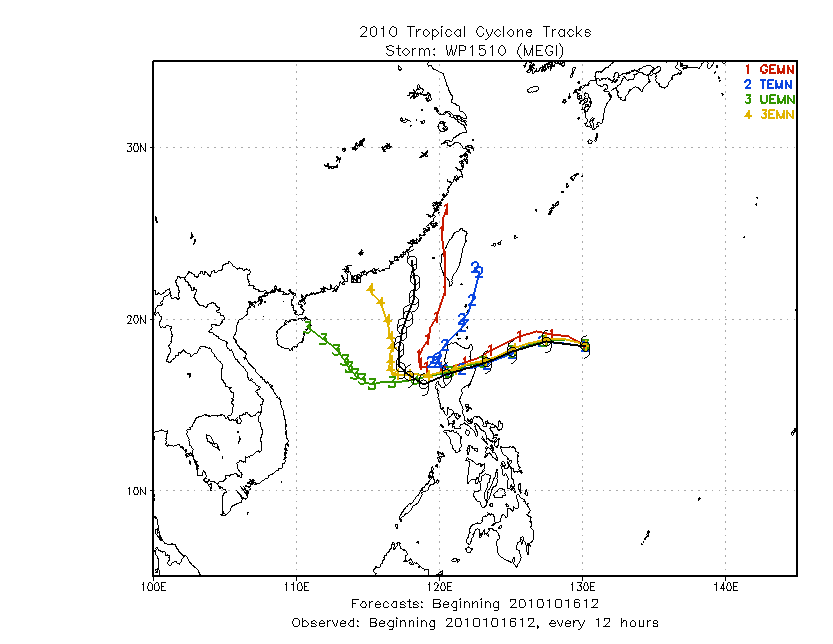 2010 Tropical Cyclone Tracks
Storm: WP1510 (MEGI)
1 GEMN
2 TEMN
3 UEMN
4 3EMN
30N
20N
10N
100E 110E 120E 130E 140E
Forecasts: Beginning 2010101612
Observed: Beginning 2010101612, every 12 hours